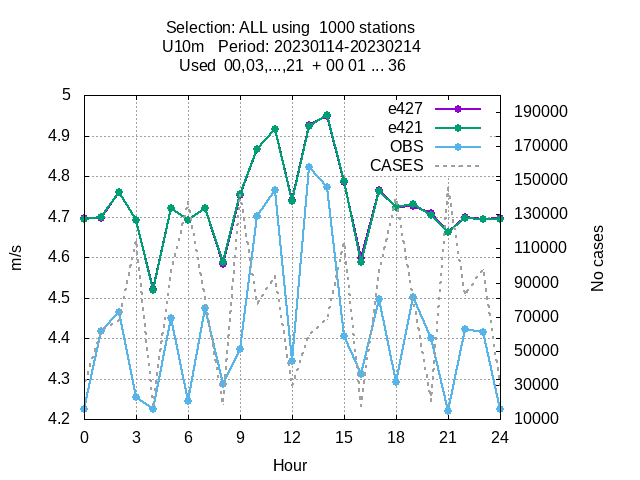 Selection: ALL using  1000 stations
U10m   Period: 20230114-20230214
Used  00,03,...,21  + 00 01 ... 36
5
4.9
4.8
4.7
4.6
4.5
4.4
4.3
4.2
m/s
e427
e421
OBS
CASES
190000
170000
150000
130000
110000
90000
70000
50000
30000
10000
No cases
0 3 6 9 12 15 18 21 24
Hour